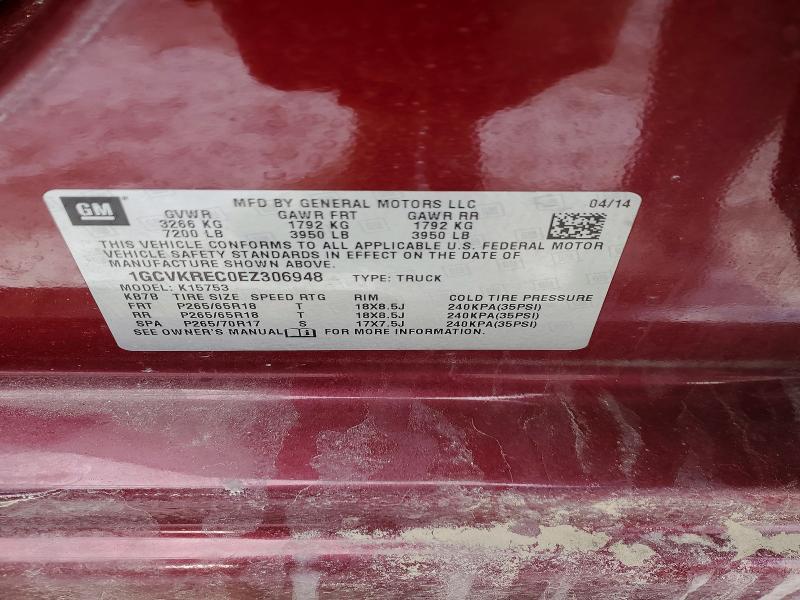 GM MFD BY GENERAL MOTORS LLC 04/14
GVWR GAWR FRT GAWR RR
3266 KG 1792 KG 1792 KG
7200 LB 3950 LB 3950 LB
THIS VEHICLE CONFORMS TO ALL APPLICABLE U.S. FEDERAL MOTOR
VEHICLE SAFETY STANDARDS IN EFFECT ON THE DATE OF
MANUFACTURE SHOWN ABOVE.
1GCVKREC0EZ306948 TYPE: TRUCK
MODEL: K15753
KB7B TIRE SIZE SPEED RTG RIM COLD TIRE PRESSURE
FRT P265/65R18 T 18X8.5J 240KPA(35PSI)
RR P265/65R18 T 18X8.5J 240KPA(35PSI)
SPA P265/70R17 S 17X7.5J 240KPA(35PSI)
SEE OWNER'S MANUAL FOR MORE INFORMATION.